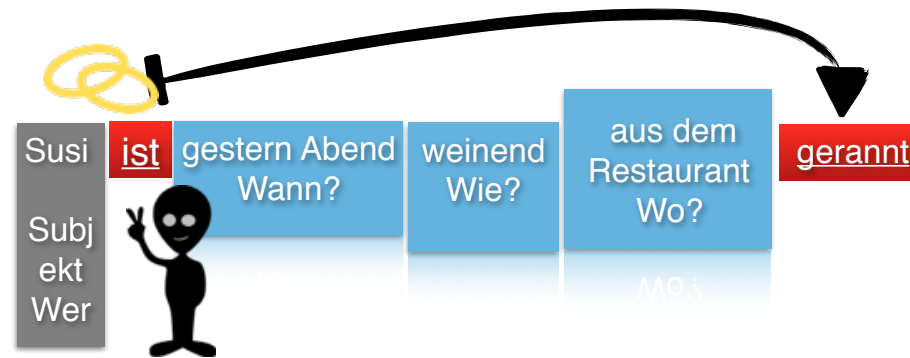 Susi
Subj
ekt
Wer
ist
gestern Abend
Wann?
weinend
Wie?
aus dem
Restaurant
Wo?
gerannt